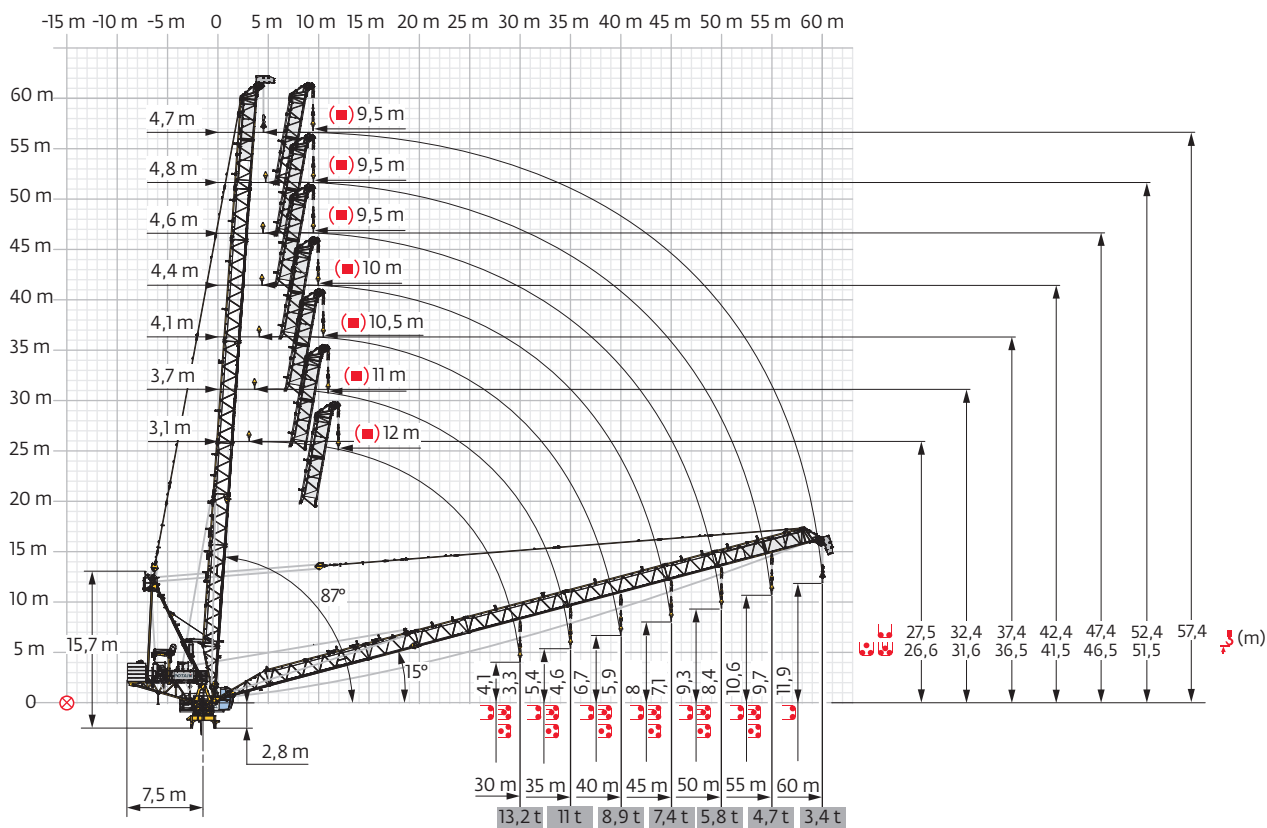 -15 m -10 m -5 m 0 5 m 10 m 15 m 20 m 25 m 30 m 35 m 40 m 45 m 50 m 55 m 60 m
60 m
(■) 9,5 m
4,7 m
55 m
4,8 m
(■) 9,5 m
50 m
4,6 m
(■) 9,5 m
45 m
4,4 m
(■) 10 m
40 m
4,1 m
(■) 10,5 m
35 m
3,7 m
(■) 11 m
30 m
3,1 m
(■) 12 m
25 m
20 m
15 m
87º
10 m
15,7 m
5 m
15º
27,5 32,4 37,4 42,4 47,4 52,4 57,4 (m)
26,6 31,6 36,5 41,5 46,5 51,5
0
4,1 3,3 5,4 4,6 6,7 5,9 8 7,1 9,3 8,4 10,6 9,7 11,9
2,8 m
7,5 m
30 m 35 m 40 m 45 m 50 m 55 m 60 m
13,2 t 11 t 8,9 t 7,4 t 5,8 t 4,7 t 3,4 t